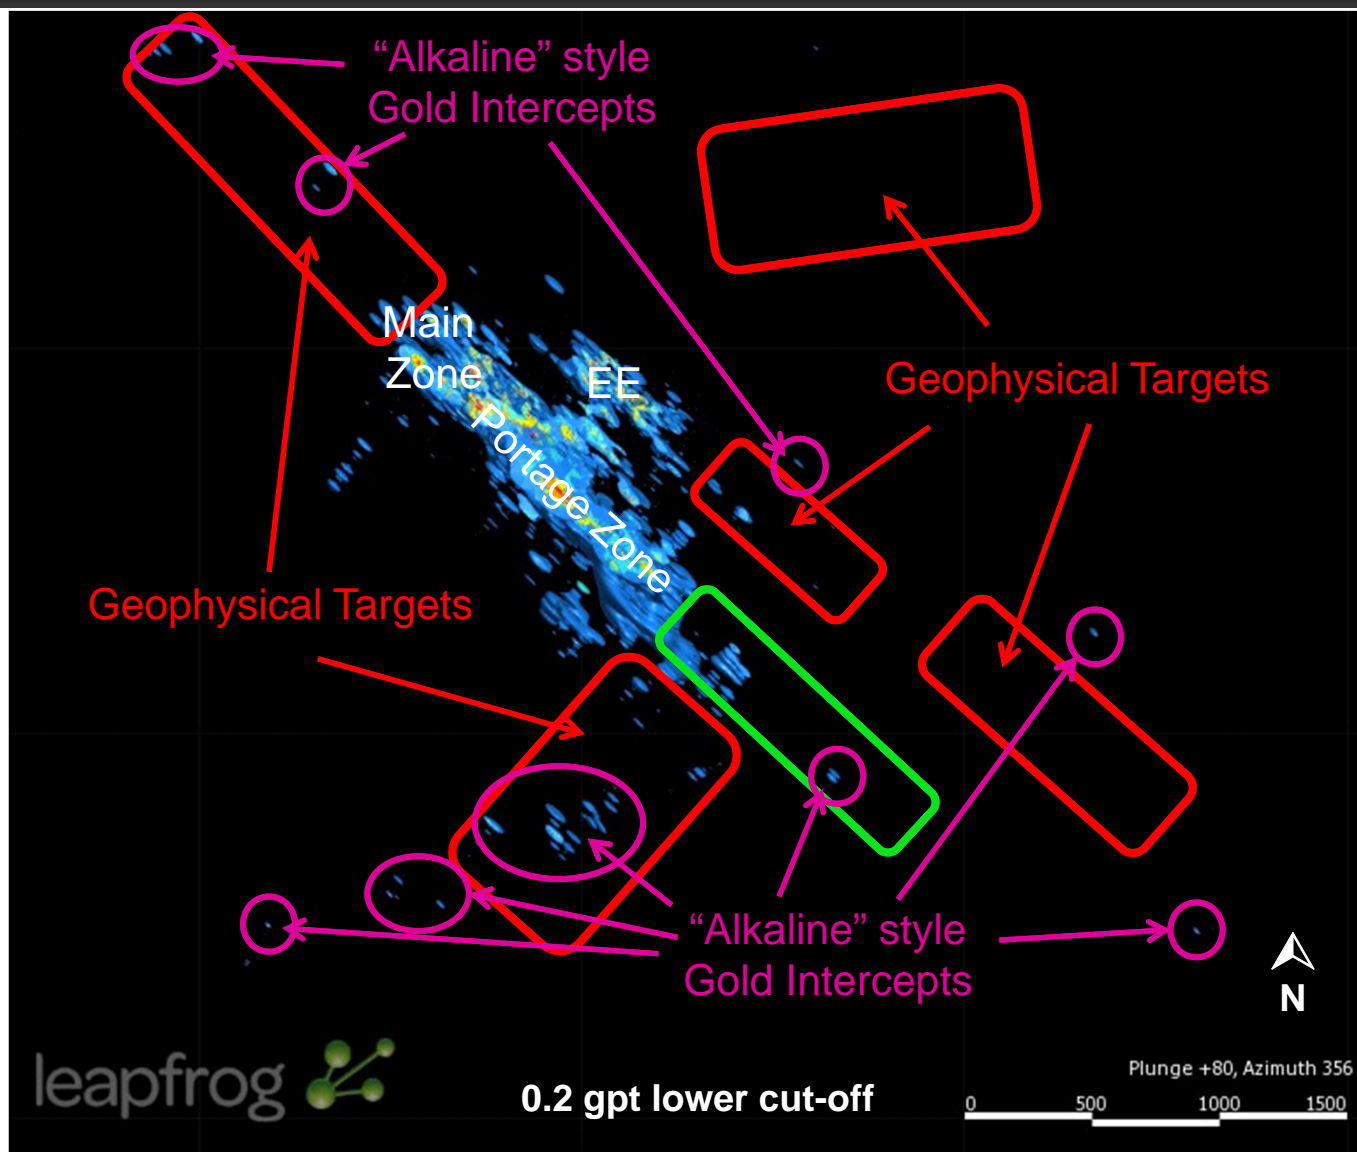 “Alkaline” style
Gold Intercepts
Main
Zone
EE
Geophysical Targets
Portage Zone
Geophysical Targets
“Alkaline” style
Gold Intercepts
N
leapfrog
0.2 gpt lower cut-off
Plunge +80, Azimuth 356
0 500 1000 1500